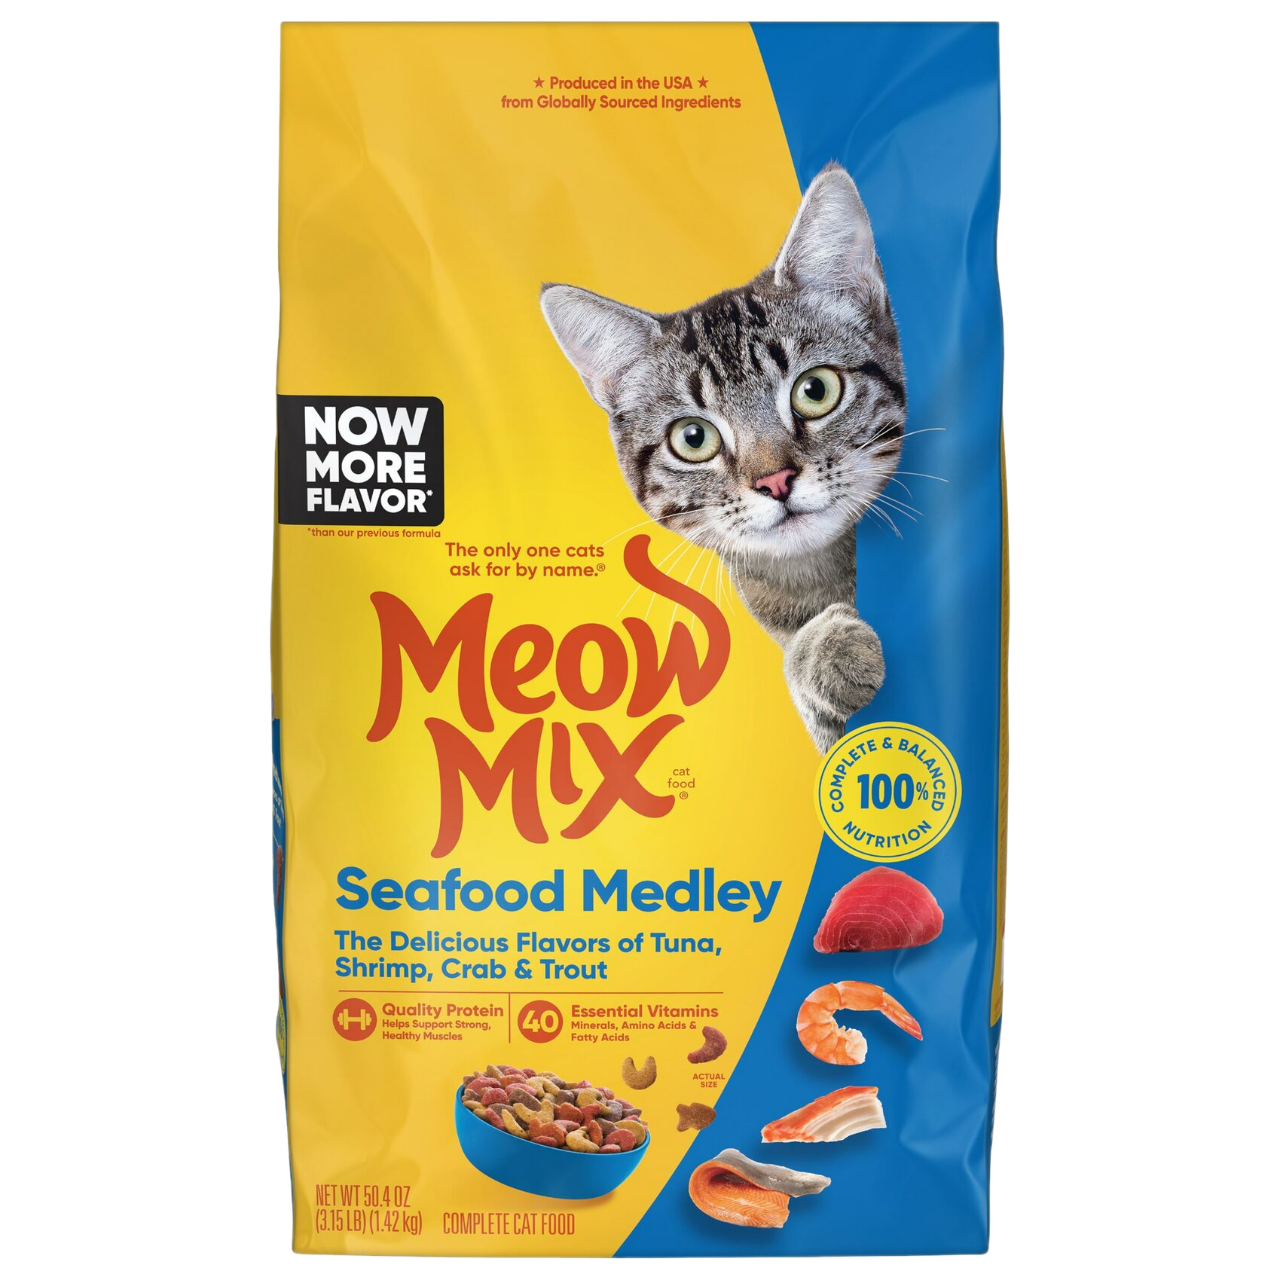 ★ Produced in the USA ★
from Globally Sourced Ingredients
NOW
MORE
FLAVOR*
*than our previous formula
The only one cats
ask for by name.®
Meow
Mix
cat
food
®
COMPLETE & BALANCED
100%
NUTRITION
Seafood Medley
The Delicious Flavors of Tuna,
Shrimp, Crab & Trout
Quality Protein
Helps Support Strong,
Healthy Muscles
40
Essential Vitamins
Minerals, Amino Acids &
Fatty Acids
ACTUAL
SIZE
NET WT 50.4 OZ
(3.15 LB) (1.42 kg)
COMPLETE CAT FOOD